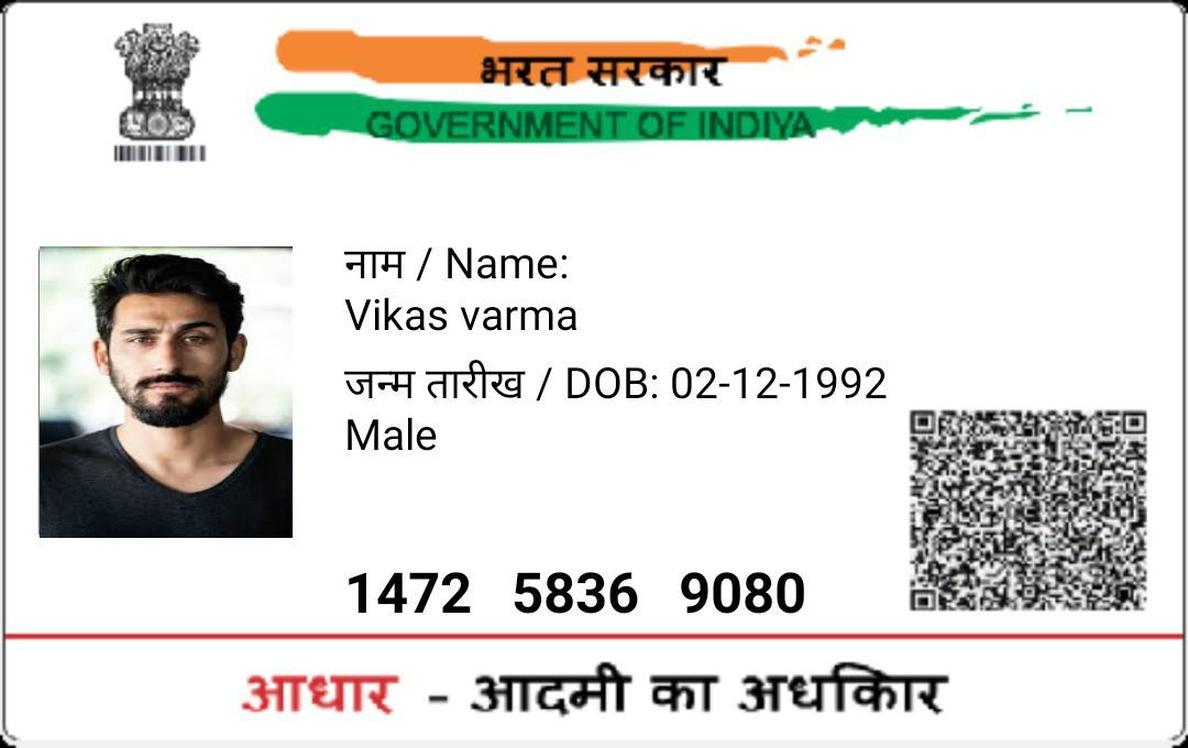 भरत सरकार
GOVERNMENT OF INDIYA
नाम / Name:
Vikas varma
जन्म तारीख / DOB: 02-12-1992
Male
1472 5836 9080
आधार - आदमी का अधकिार